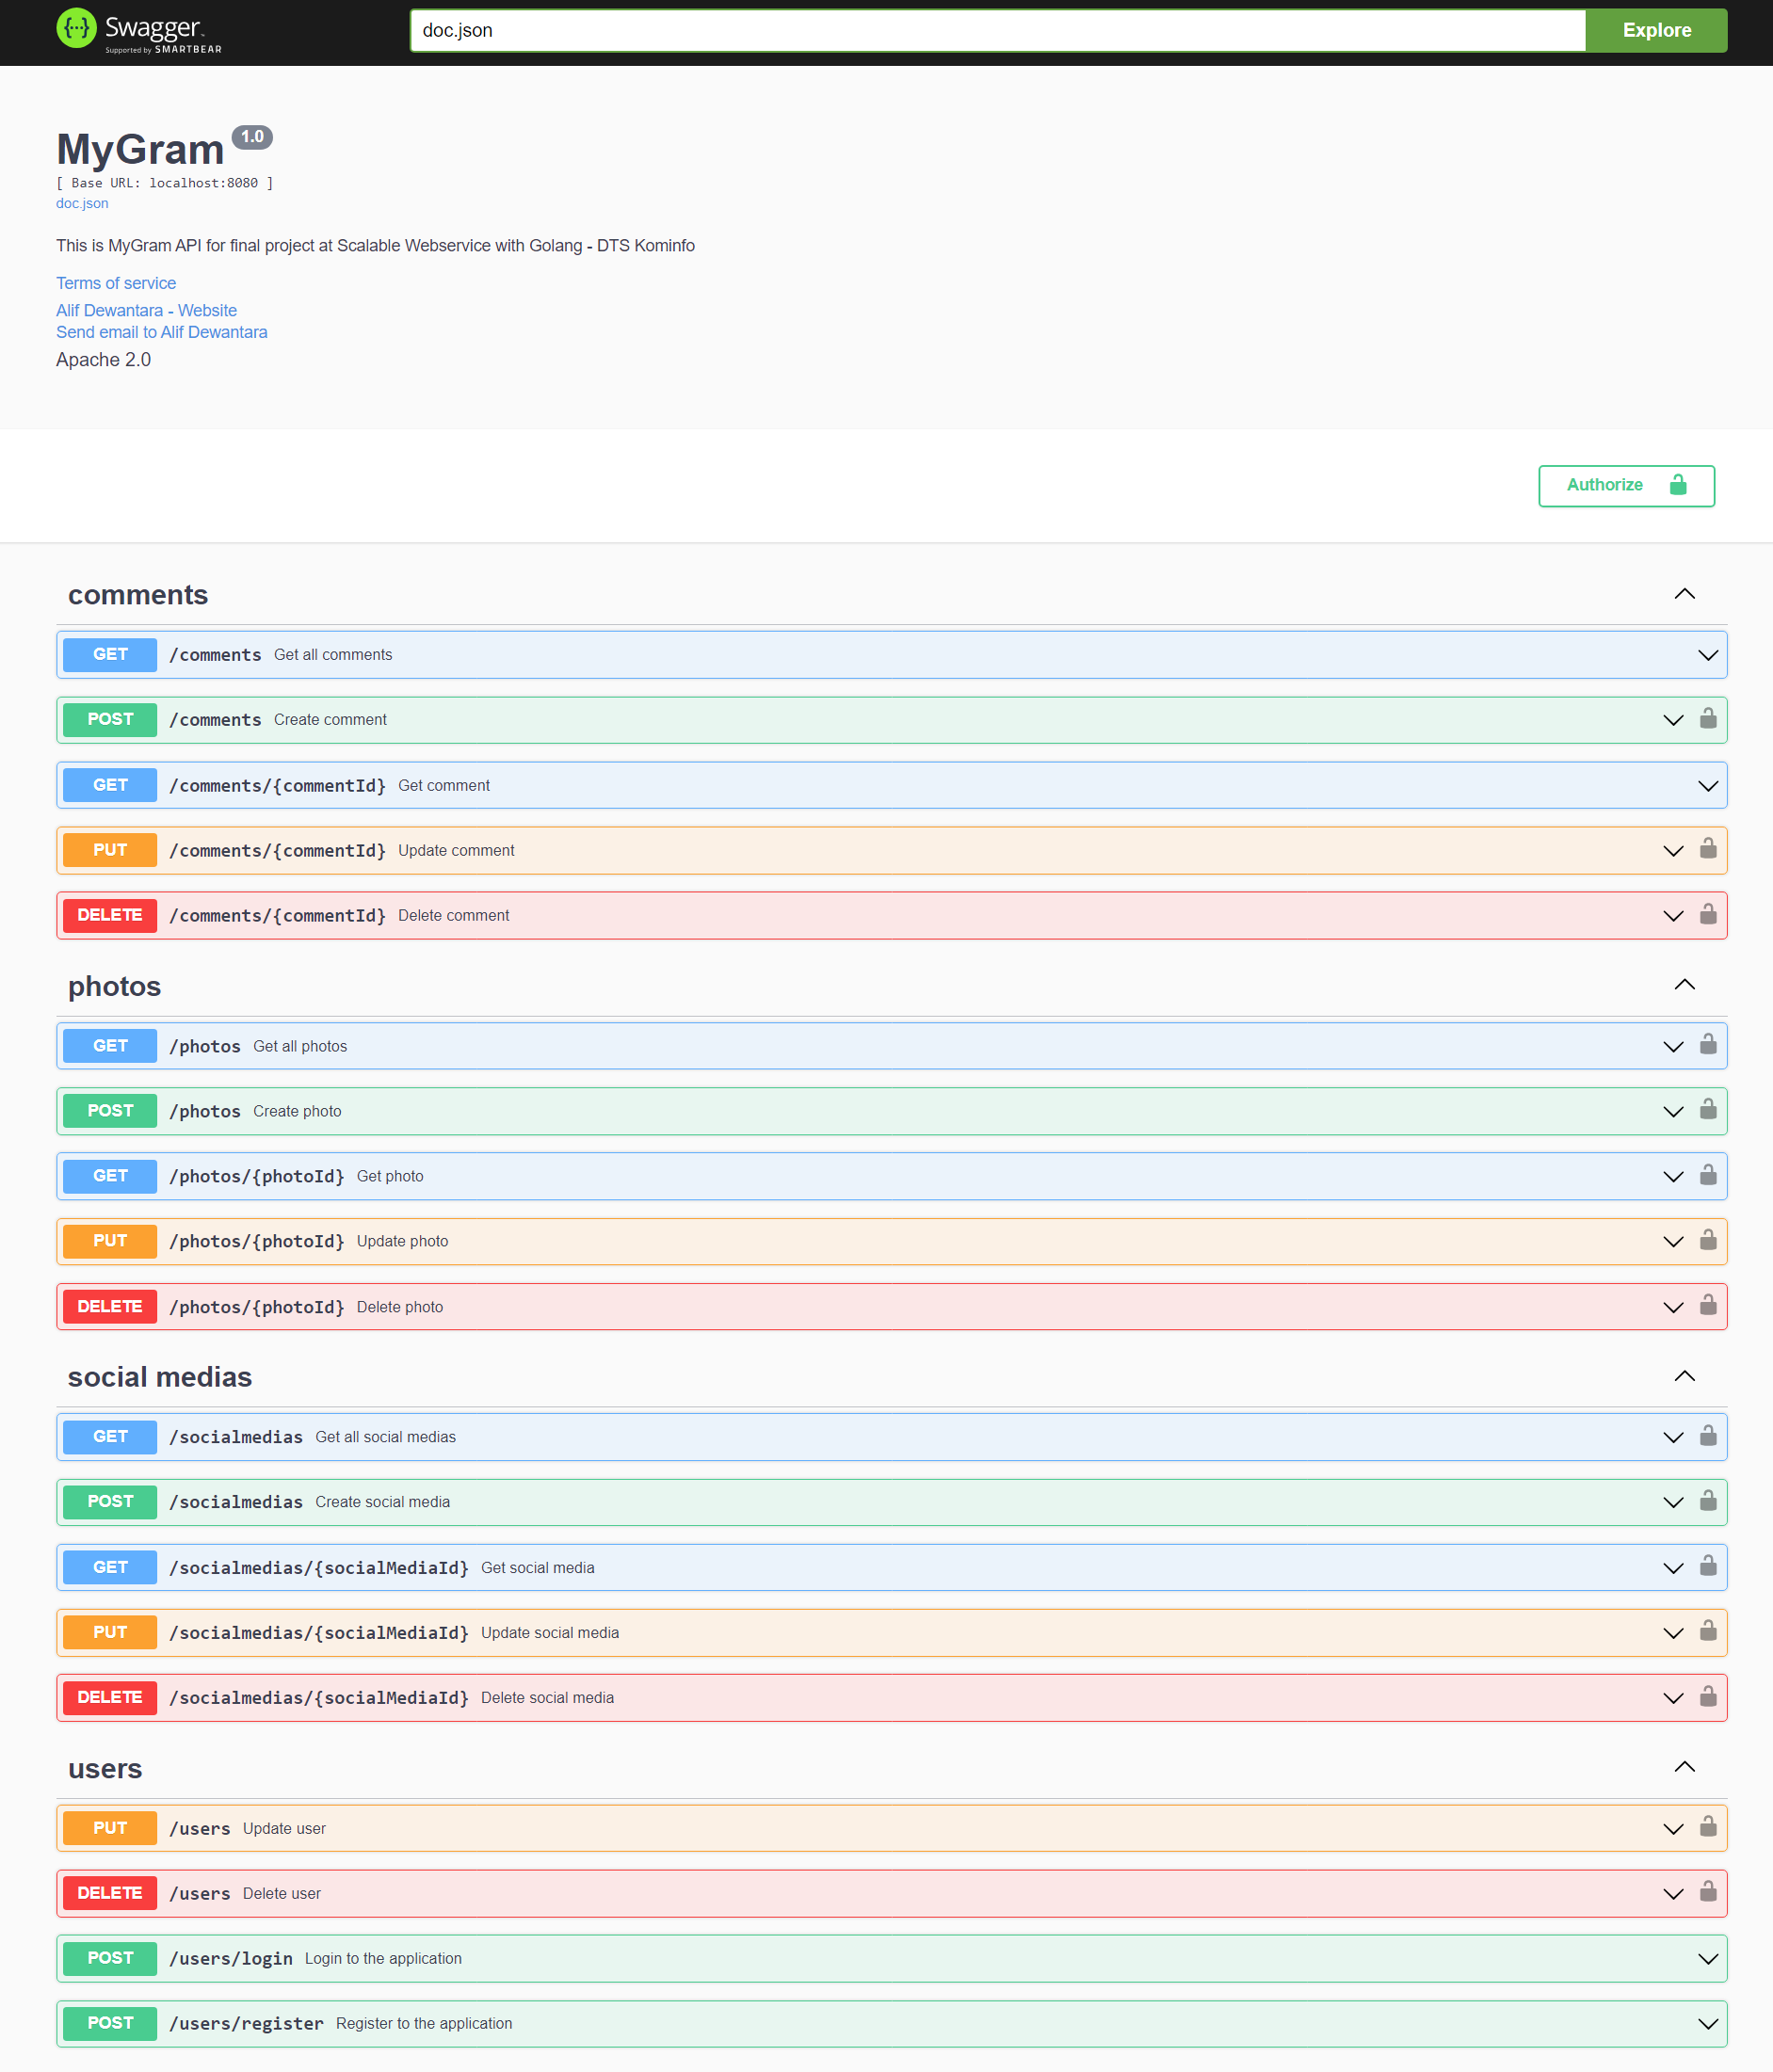 Swagger
Supported by SMARTBEAR
doc.json
Explore
MyGram 1.0
[ Base URL: localhost:8080 ]
doc.json
This is MyGram API for final project at Scalable Webservice with Golang - DTS Kominfo
Terms of service
Alif Dewantara - Website
Send email to Alif Dewantara
Apache 2.0
Authorize
comments
GET /comments Get all comments
POST /comments Create comment
GET /comments/{commentId} Get comment
PUT /comments/{commentId} Update comment
DELETE /comments/{commentId} Delete comment
photos
GET /photos Get all photos
POST /photos Create photo
GET /photos/{photoId} Get photo
PUT /photos/{photoId} Update photo
DELETE /photos/{photoId} Delete photo
social medias
GET /socialmedias Get all social medias
POST /socialmedias Create social media
GET /socialmedias/{socialMediaId} Get social media
PUT /socialmedias/{socialMediaId} Update social media
DELETE /socialmedias/{socialMediaId} Delete social media
users
PUT /users Update user
DELETE /users Delete user
POST /users/login Login to the application
POST /users/register Register to the application